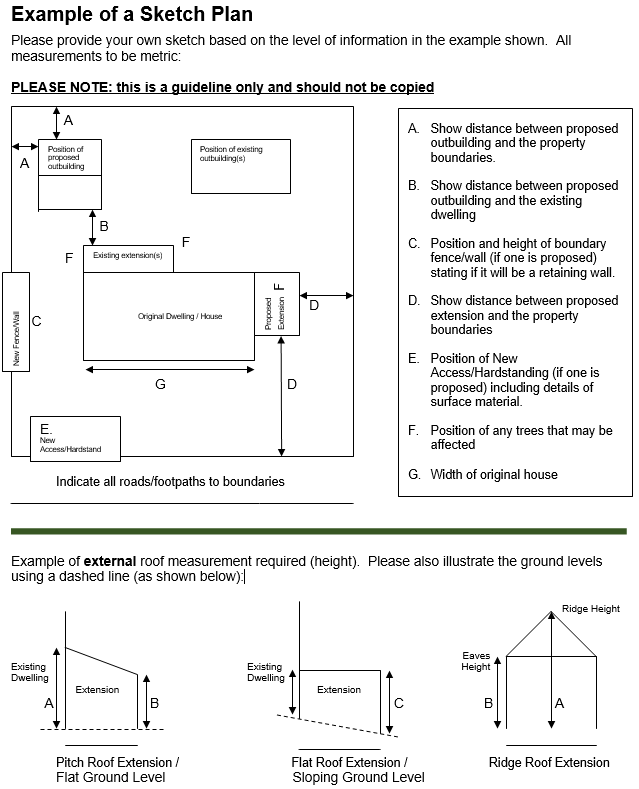 Example of a Sketch Plan
Please provide your own sketch based on the level of information in the example shown.  All
measurements to be metric:
PLEASE NOTE: this is a guideline only and should not be copied
A
A
Position of
proposed
outbuilding
Position of existing
outbuilding(s)
B
F
F
Existing extension(s)
New Fence/Wall
C
Original Dwelling / House
Proposed
Extension
F
D
G
D
E.
New
Access/Hardstand
Indicate all roads/footpaths to boundaries
A. Show distance between proposed
outbuilding and the property
boundaries.
B. Show distance between proposed
outbuilding and the existing
dwelling
C. Position and height of boundary
fence/wall (if one is proposed)
stating if it will be a retaining wall.
D. Show distance between proposed
extension and the property
boundaries
E. Position of New
Access/Hardstanding (if one is
proposed) including details of
surface material.
F. Position of any trees that may be
affected
G. Width of original house
Example of external roof measurement required (height).  Please also illustrate the ground levels
using a dashed line (as shown below):
Existing
Dwelling
Extension
A
B
Pitch Roof Extension /
Flat Ground Level
Existing
Dwelling
Extension
C
Flat Roof Extension /
Sloping Ground Level
Ridge Height
Eaves
Height
B
A
Ridge Roof Extension